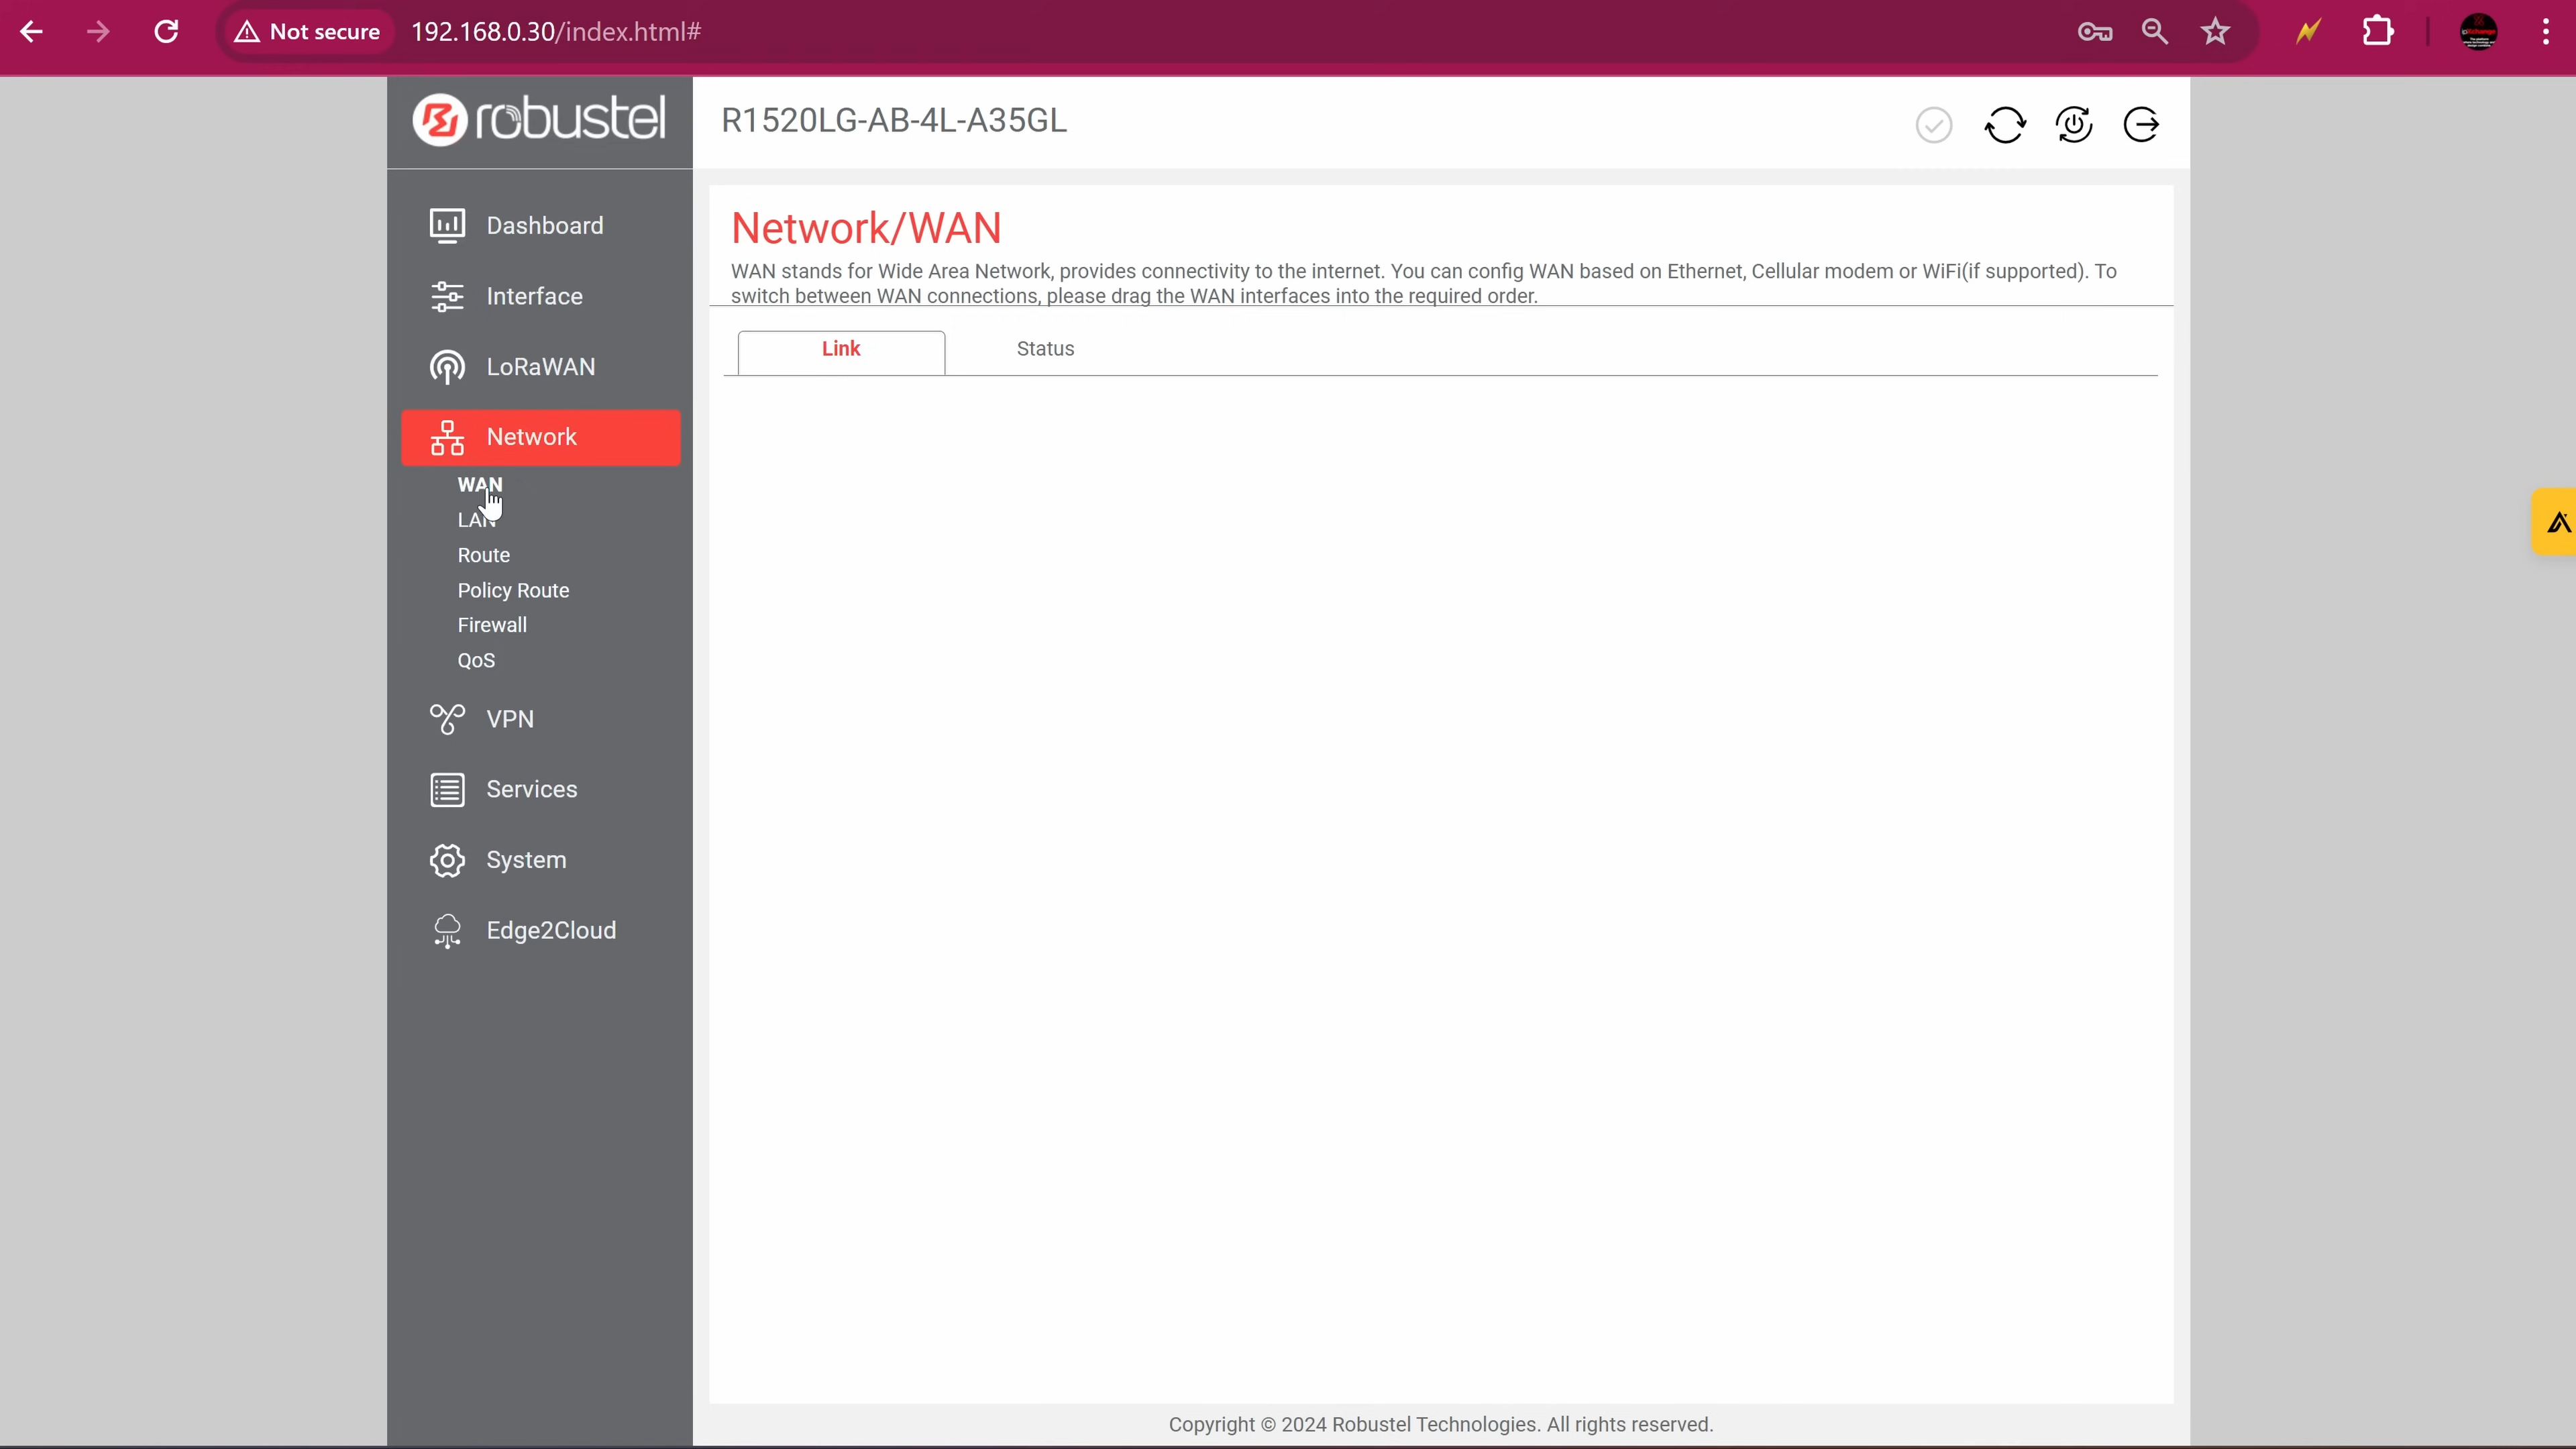 Not secure
192.168.0.30/index.html#
robustel
R1520LG-AB-4L-A35GL
Dashboard
Interface
LoRaWAN
Network
WAN
LAN
Route
Policy Route
Firewall
QoS
VPN
Services
System
Edge2Cloud
Network/WAN
WAN stands for Wide Area Network, provides connectivity to the internet. You can config WAN based on Ethernet, Cellular modem or WiFi(if supported). To
switch between WAN connections, please drag the WAN interfaces into the required order.
Link
Status
Copyright © 2024 Robustel Technologies. All rights reserved.